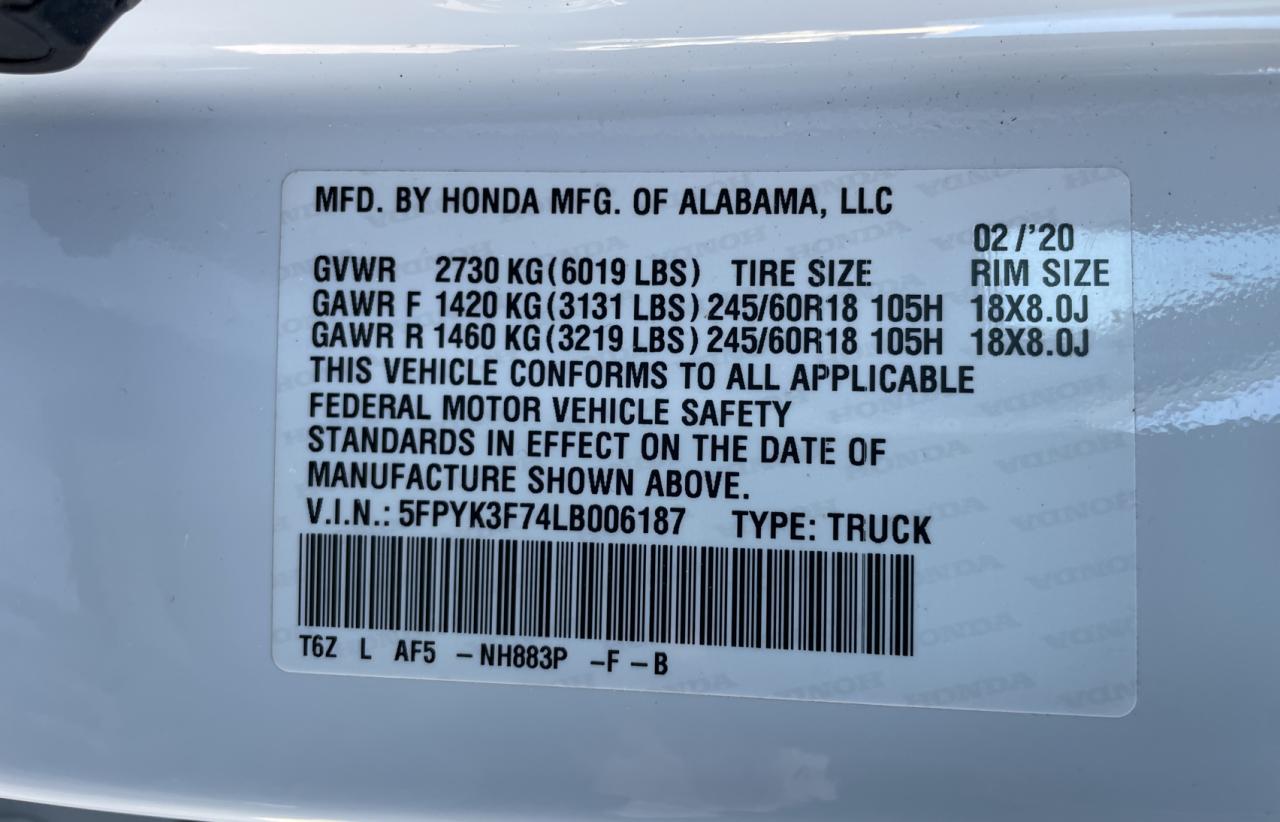 MFD. BY HONDA MFG. OF ALABAMA, LLC
02/'20
GVWR 2730 KG(6019 LBS) TIRE SIZE RIM SIZE
GAWR F 1420 KG(3131 LBS) 245/60R18 105H 18X8.0J
GAWR R 1460 KG(3219 LBS) 245/60R18 105H 18X8.0J
THIS VEHICLE CONFORMS TO ALL APPLICABLE
FEDERAL MOTOR VEHICLE SAFETY
STANDARDS IN EFFECT ON THE DATE OF
MANUFACTURE SHOWN ABOVE.
V.I.N.: 5FPYK3F74LB006187 TYPE: TRUCK
T6Z L AF5 -NH883P -F -B